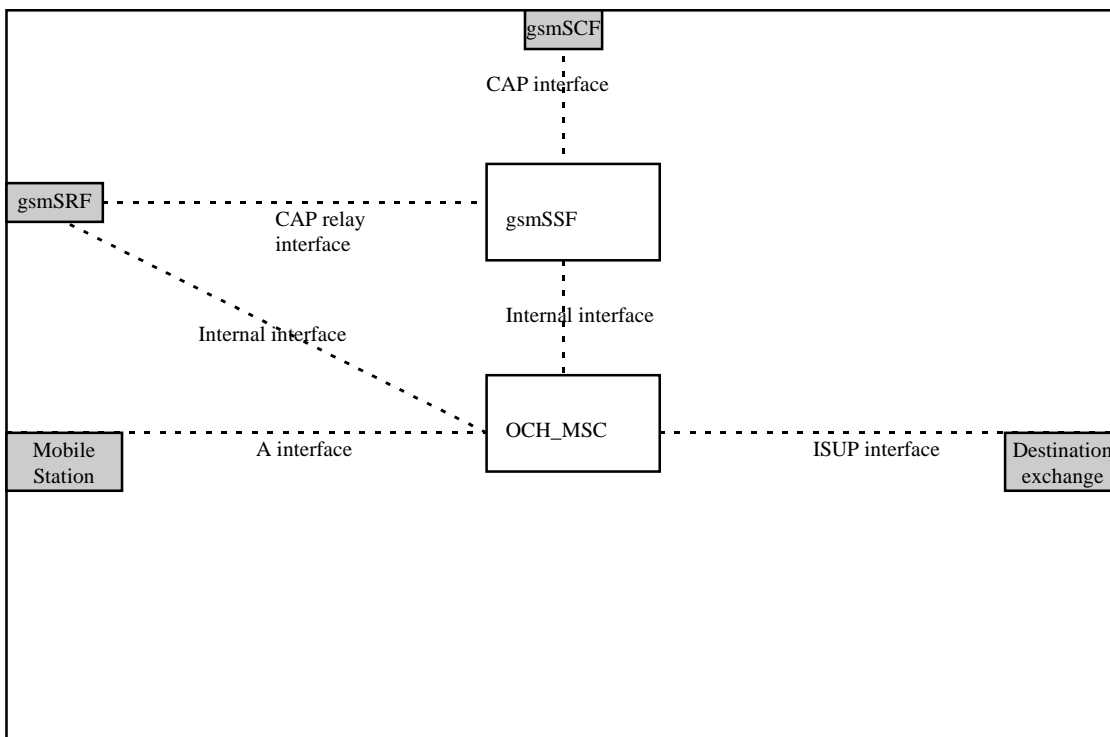 gsmSCF
CAP interface
gsmSRF
CAP relay
interface
gsmSSF
Internal interface
Internal interface
OCH_MSC
Mobile
Station
A interface
ISUP interface
Destination
exchange